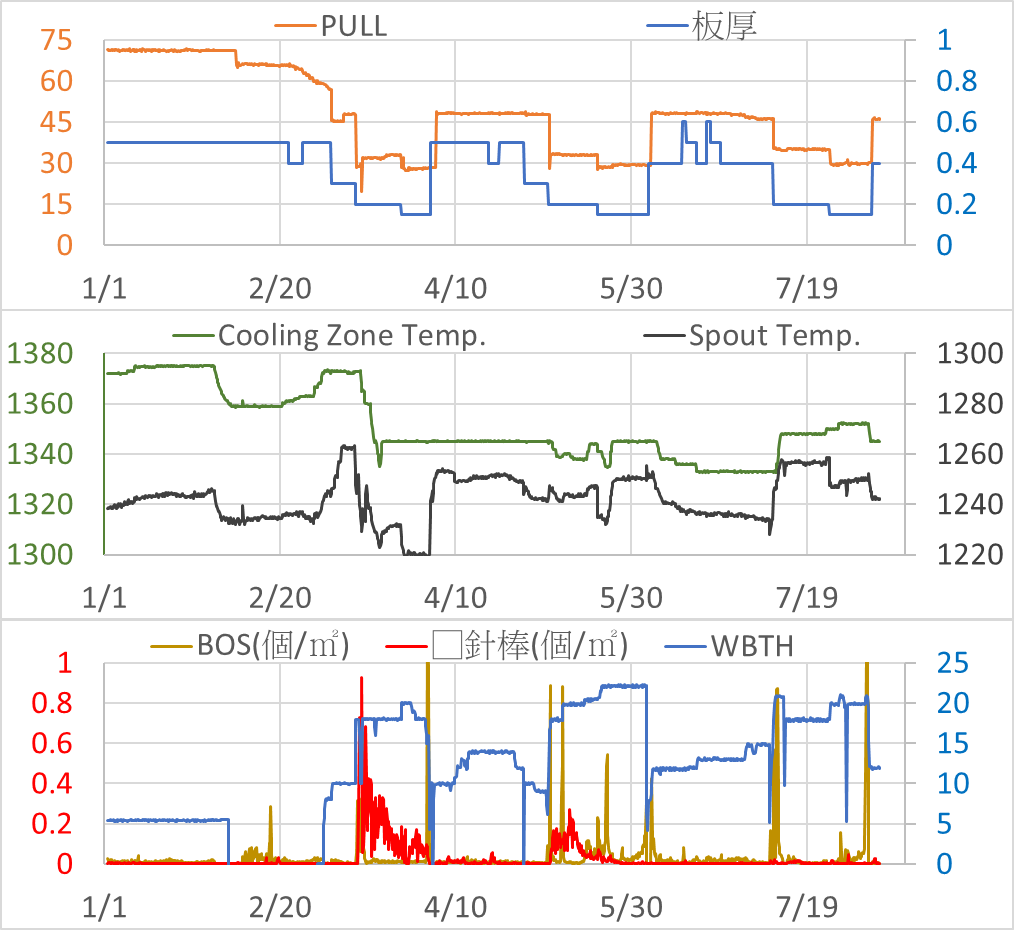 PULL 板厚
75 1
60 0.8
45 0.6
30 0.4
15 0.2
0 0
1/1 2/20 4/10 5/30 7/19
Cooling Zone Temp. Spout Temp.
1380 1300
1360 1280
1340 1260
1320 1240
1300 1220
1/1 2/20 4/10 5/30 7/19
BOS(個/㎡) □針棒(個/㎡) WBTH
1 25
0.8 20
0.6 15
0.4 10
0.2 5
0 0
1/1 2/20 4/10 5/30 7/19